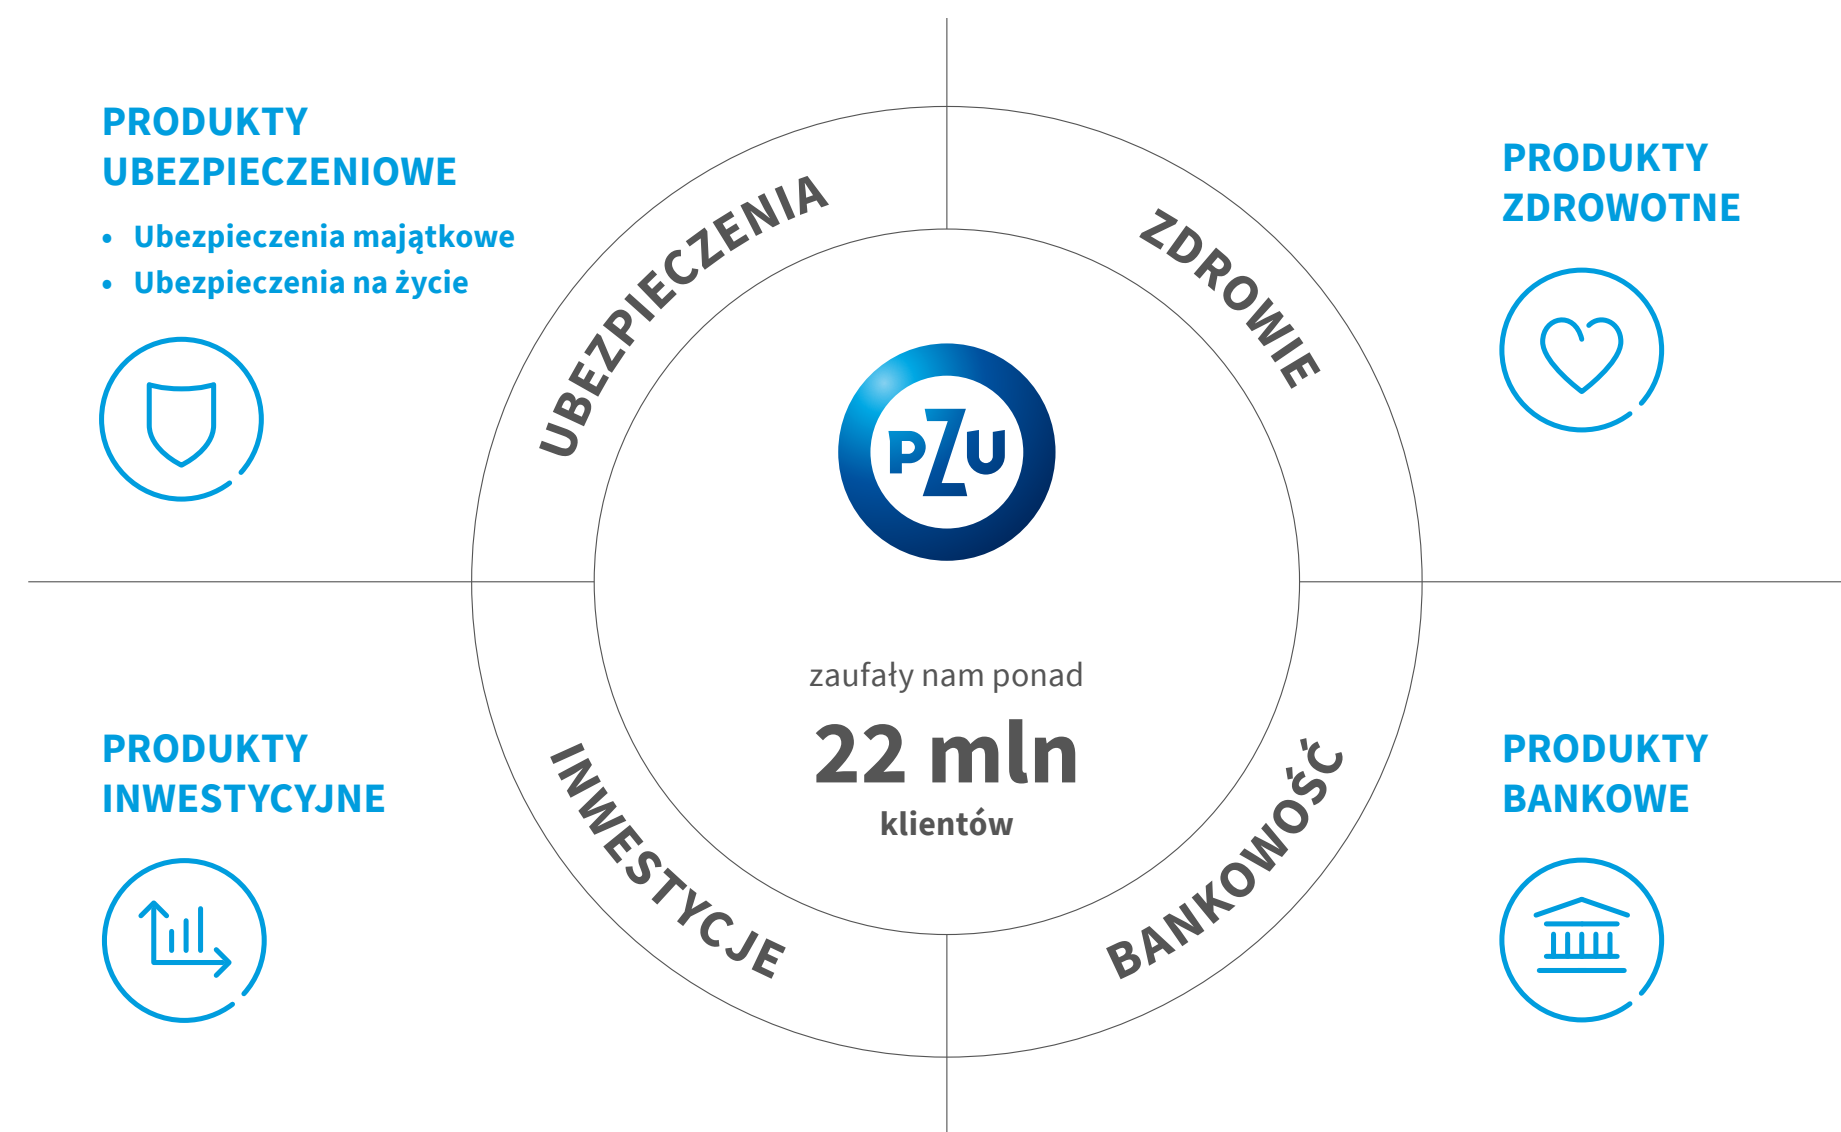 PRODUKTY
UBEZPIECZENIOWE
• Ubezpieczenia majątkowe
• Ubezpieczenia na życie
UBEZPIECZENIA
ZDROWIE
PRODUKTY
ZDROWOTNE
PZU
zaufały nam ponad
22 mln
klientów
PRODUKTY
INWESTYCYJNE
INWESTYCJE
BANKOWOŚĆ
PRODUKTY
BANKOWE